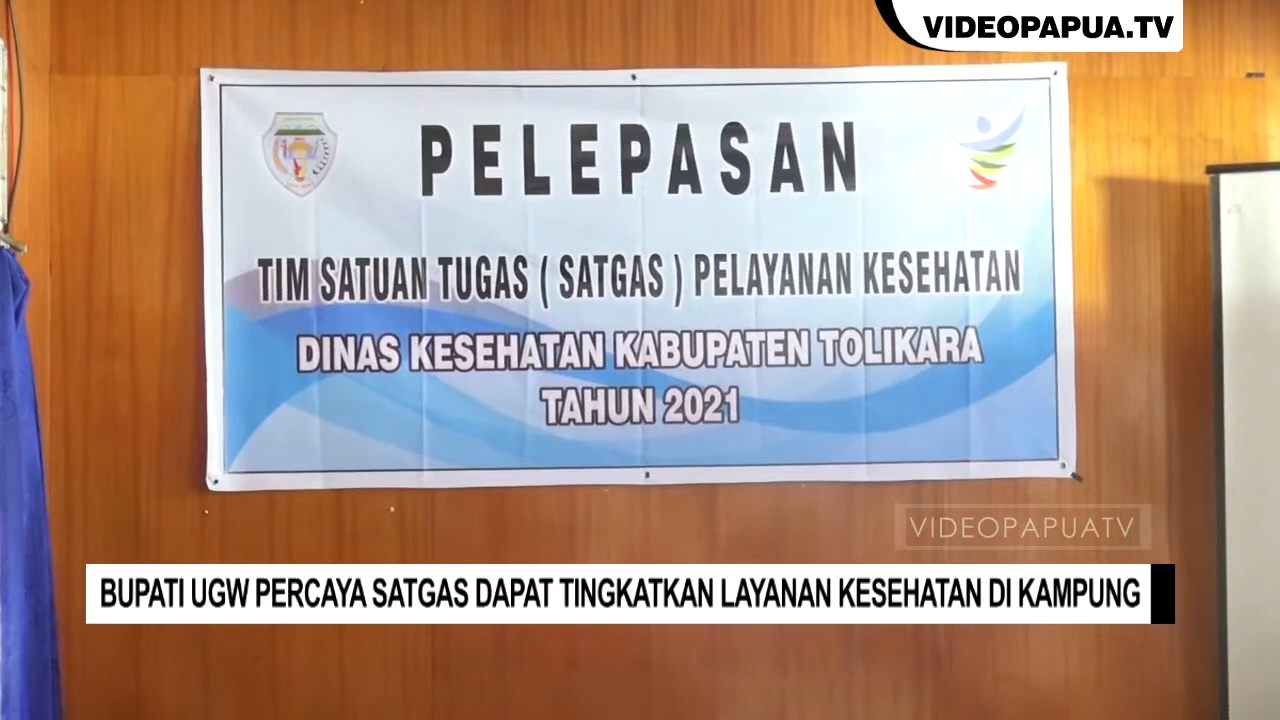 VIDEOPAPUA.TV
PELEPASAN
TIM SATUAN TUGAS ( SATGAS ) PELAYANAN KESEHATAN
DINAS KESEHATAN KABUPATEN TOLIKARA
TAHUN 2021
VIDEOPAPUATV
BUPATI UGW PERCAYA SATGAS DAPAT TINGKATKAN LAYANAN KESEHATAN DI KAMPUNG